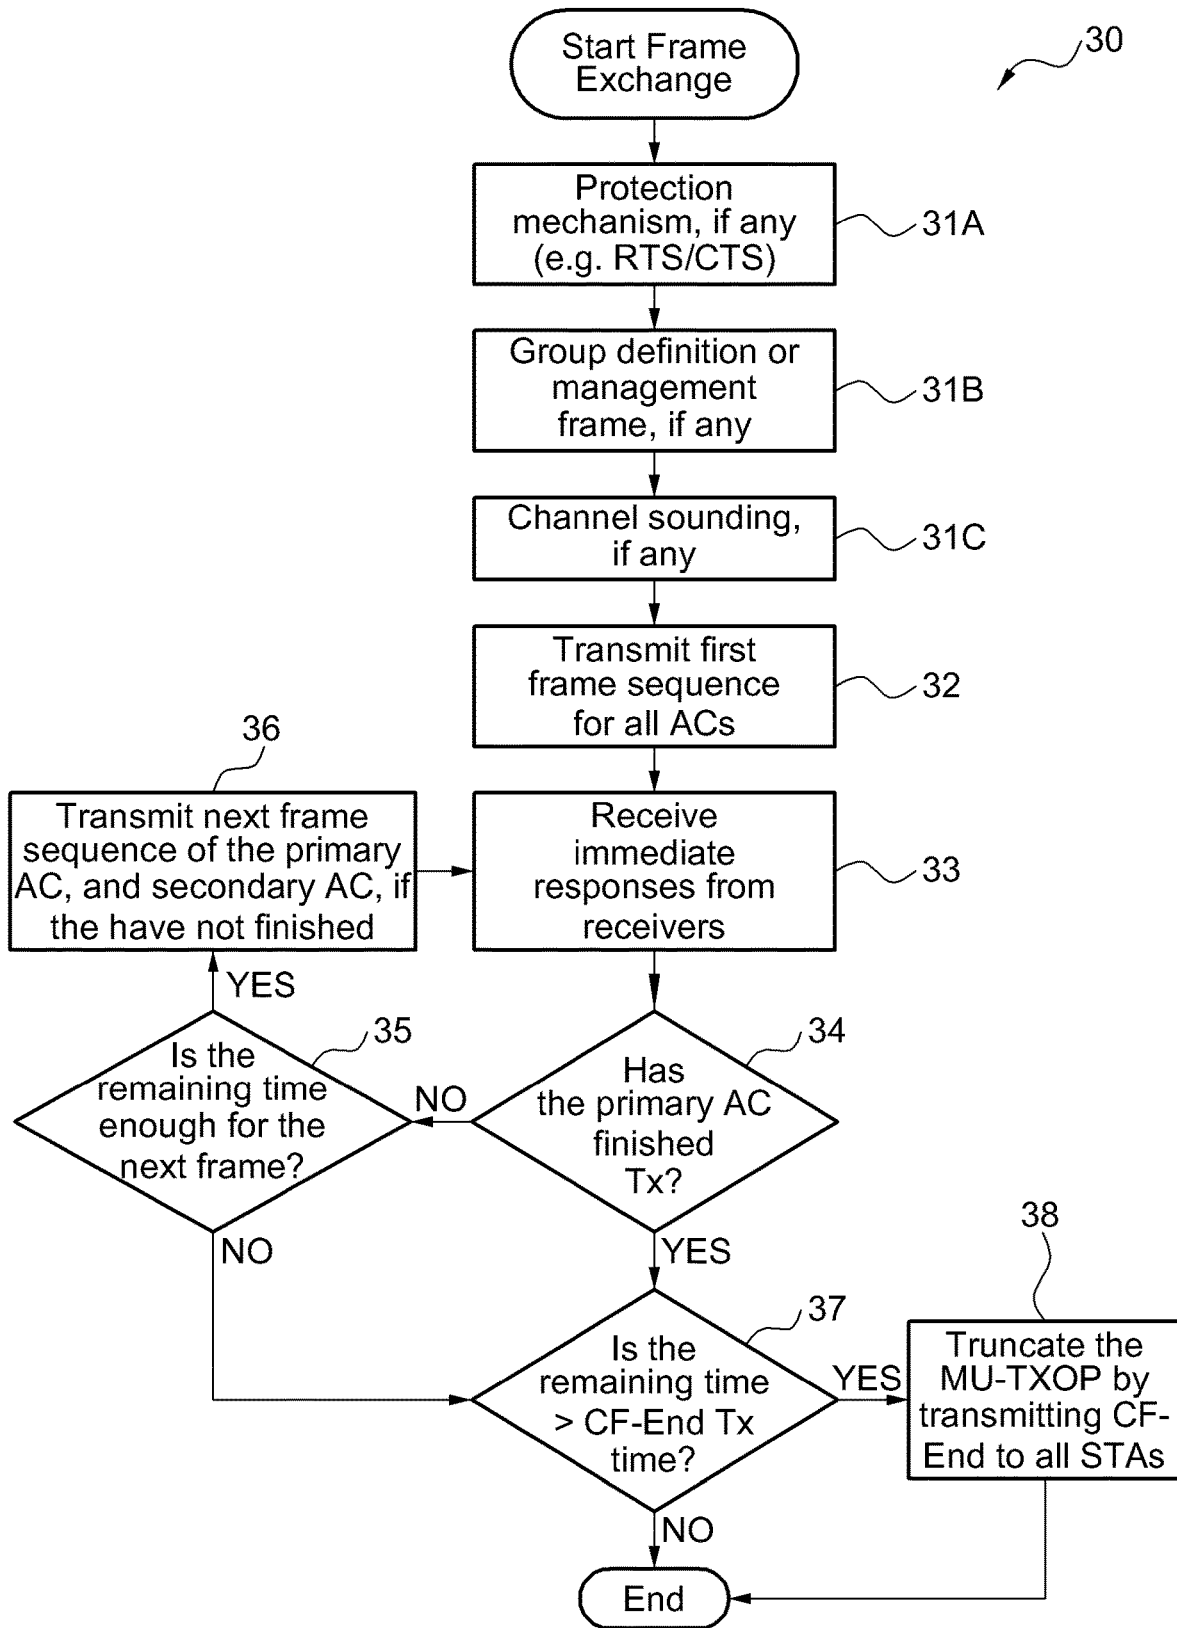 Start Frame
Exchange
30
Protection
mechanism, if any
(e.g. RTS/CTS)
31A
Group definition or
management
frame, if any
31B
Channel sounding,
if any
31C
Transmit first
frame sequence
for all ACs
32
36
Transmit next frame
sequence of the primary
AC, and secondary AC, if
the have not finished
Receive
immediate
responses from
receivers
33
YES
35
Is the
remaining time
enough for the
next frame?
NO
34
Has
the primary AC
finished
Tx?
NO
YES
37
Is the
remaining time
> CF-End Tx
time?
YES
38
Truncate the
MU-TXOP by
transmitting CF-
End to all STAs
NO
End